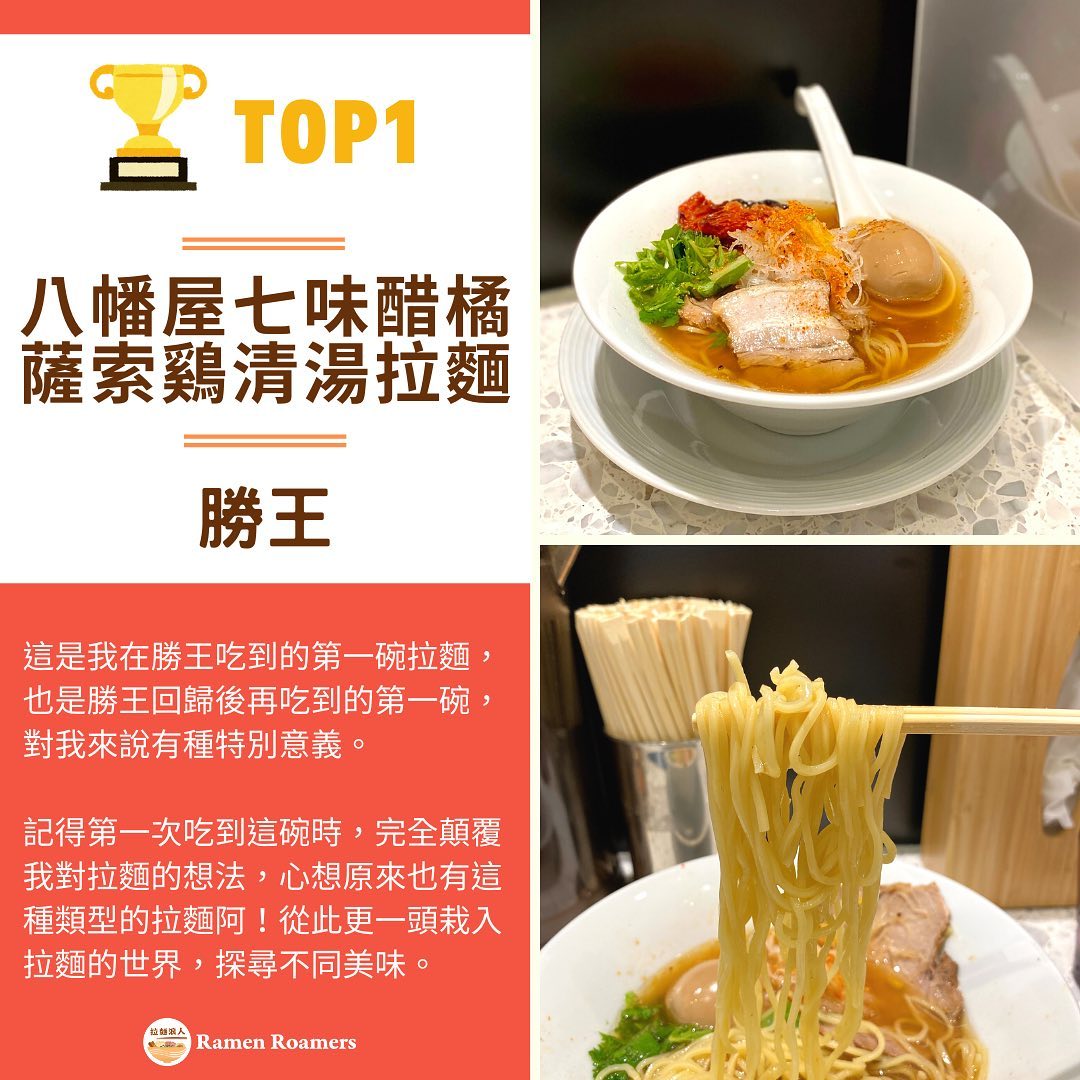 TOP1
八幡屋七味醋橘
薩索鷄清湯拉麵
勝王
這是我在勝王吃到的第一碗拉麵，
也是勝王回歸後再吃到的第一碗，
對我來說有種特別意義。
記得第一次吃到這碗時，完全顛覆
我對拉麵的想法，心想原來也有這
種類型的拉麵阿！從此更一頭栽入
拉麵的世界，探尋不同美味。
拉麵浪人
Ramen Roamers